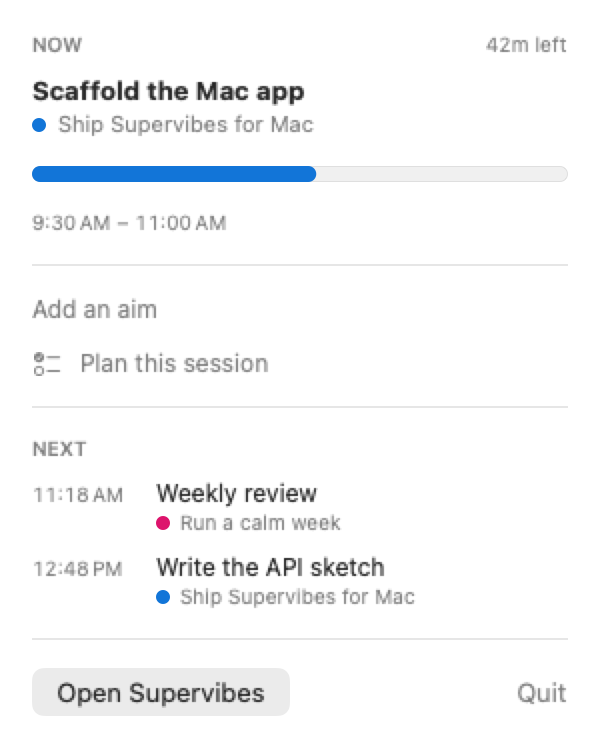 NOW 42m left
Scaffold the Mac app
Ship Supervibes for Mac
9:30 AM – 11:00 AM
Add an aim
Plan this session
NEXT
11:18 AM Weekly review
Run a calm week
12:48 PM Write the API sketch
Ship Supervibes for Mac
Open Supervibes Quit